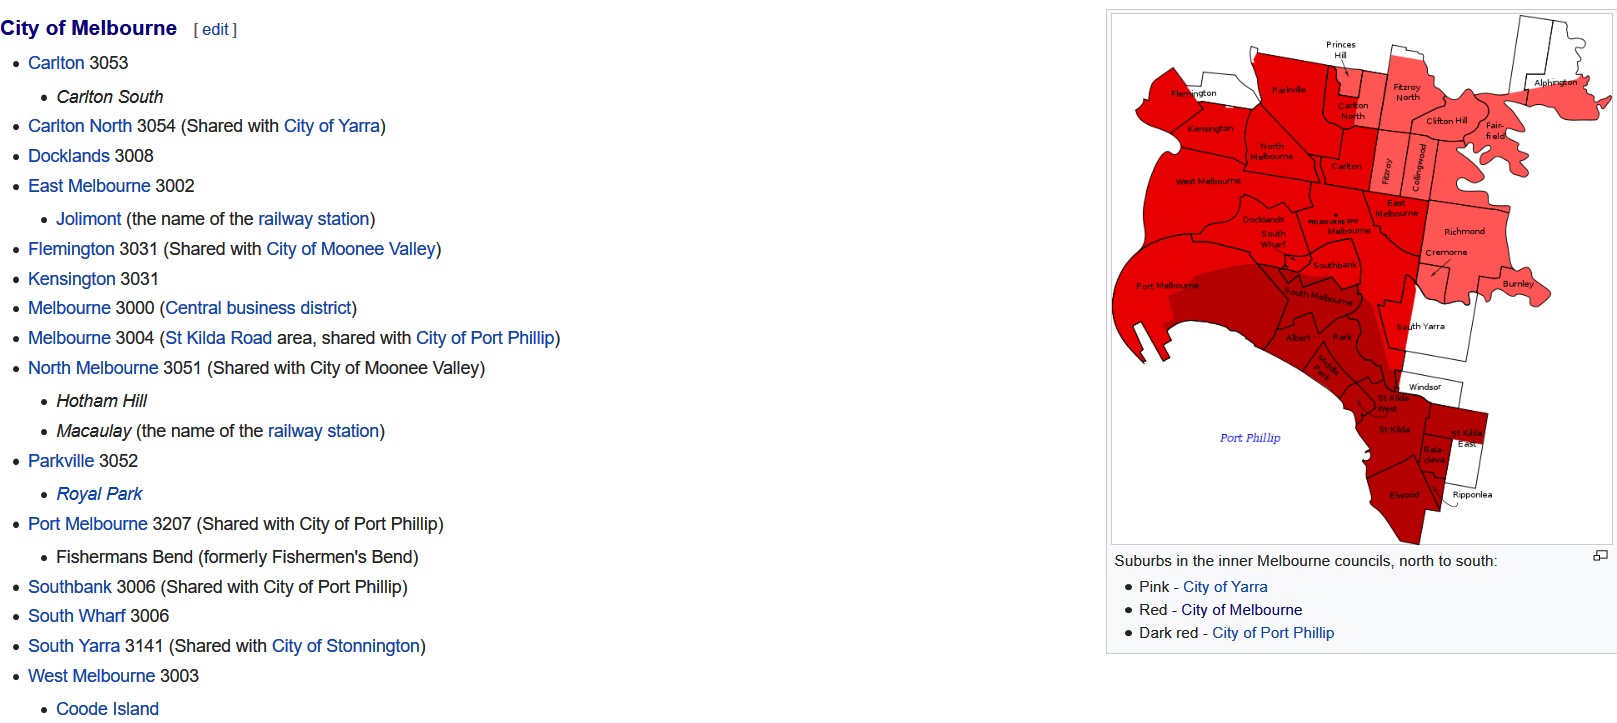 City of Melbourne [ edit ]
Carlton 3053
Carlton South
Carlton North 3054 (Shared with City of Yarra)
Docklands 3008
East Melbourne 3002
Jolimont (the name of the railway station)
Flemington 3031 (Shared with City of Moonee Valley)
Kensington 3031
Melbourne 3000 (Central business district)
Melbourne 3004 (St Kilda Road area, shared with City of Port Phillip)
North Melbourne 3051 (Shared with City of Moonee Valley)
Hotham Hill
Macaulay (the name of the railway station)
Parkville 3052
Royal Park
Port Melbourne 3207 (Shared with City of Port Phillip)
Fishermans Bend (formerly Fishermen's Bend)
Southbank 3006 (Shared with City of Port Phillip)
South Wharf 3006
South Yarra 3141 (Shared with City of Stonnington)
West Melbourne 3003
Coode Island
Princes
Hill
Alphington
Flemington
Parkville
Fitzroy
North
Carlton
North
Clifton Hill
Fair-
field
Kensington
North
Melbourne
Carlton
Fitzroy
Collingwood
West Melbourne
East
Melbourne
Docklands
MELBOURNE GPO
Melbourne
South
Wharf
Richmond
Cremorne
Southbank
Port Melbourne
South Melbourne
Burnley
South Yarra
Albert
Park
Middle
Park
Windsor
St Kilda
West
St Kilda
St Kilda
East
Port Phillip
Bala-
clava
Elwood
Ripponlea
Suburbs in the inner Melbourne councils, north to south:
Pink - City of Yarra
Red - City of Melbourne
Dark red - City of Port Phillip